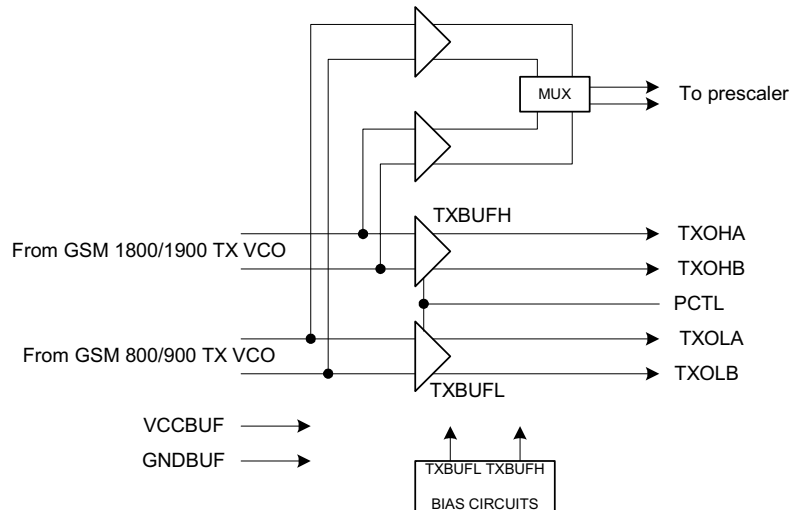 MUX
To prescaler
TXBUFH
From GSM 1800/1900 TX VCO
TXOHA
TXOHB
PCTL
From GSM 800/900 TX VCO
TXOLA
TXOLB
TXBUFL
VCCBUF
GNDBUF
TXBUFL TXBUFH
BIAS CIRCUITS